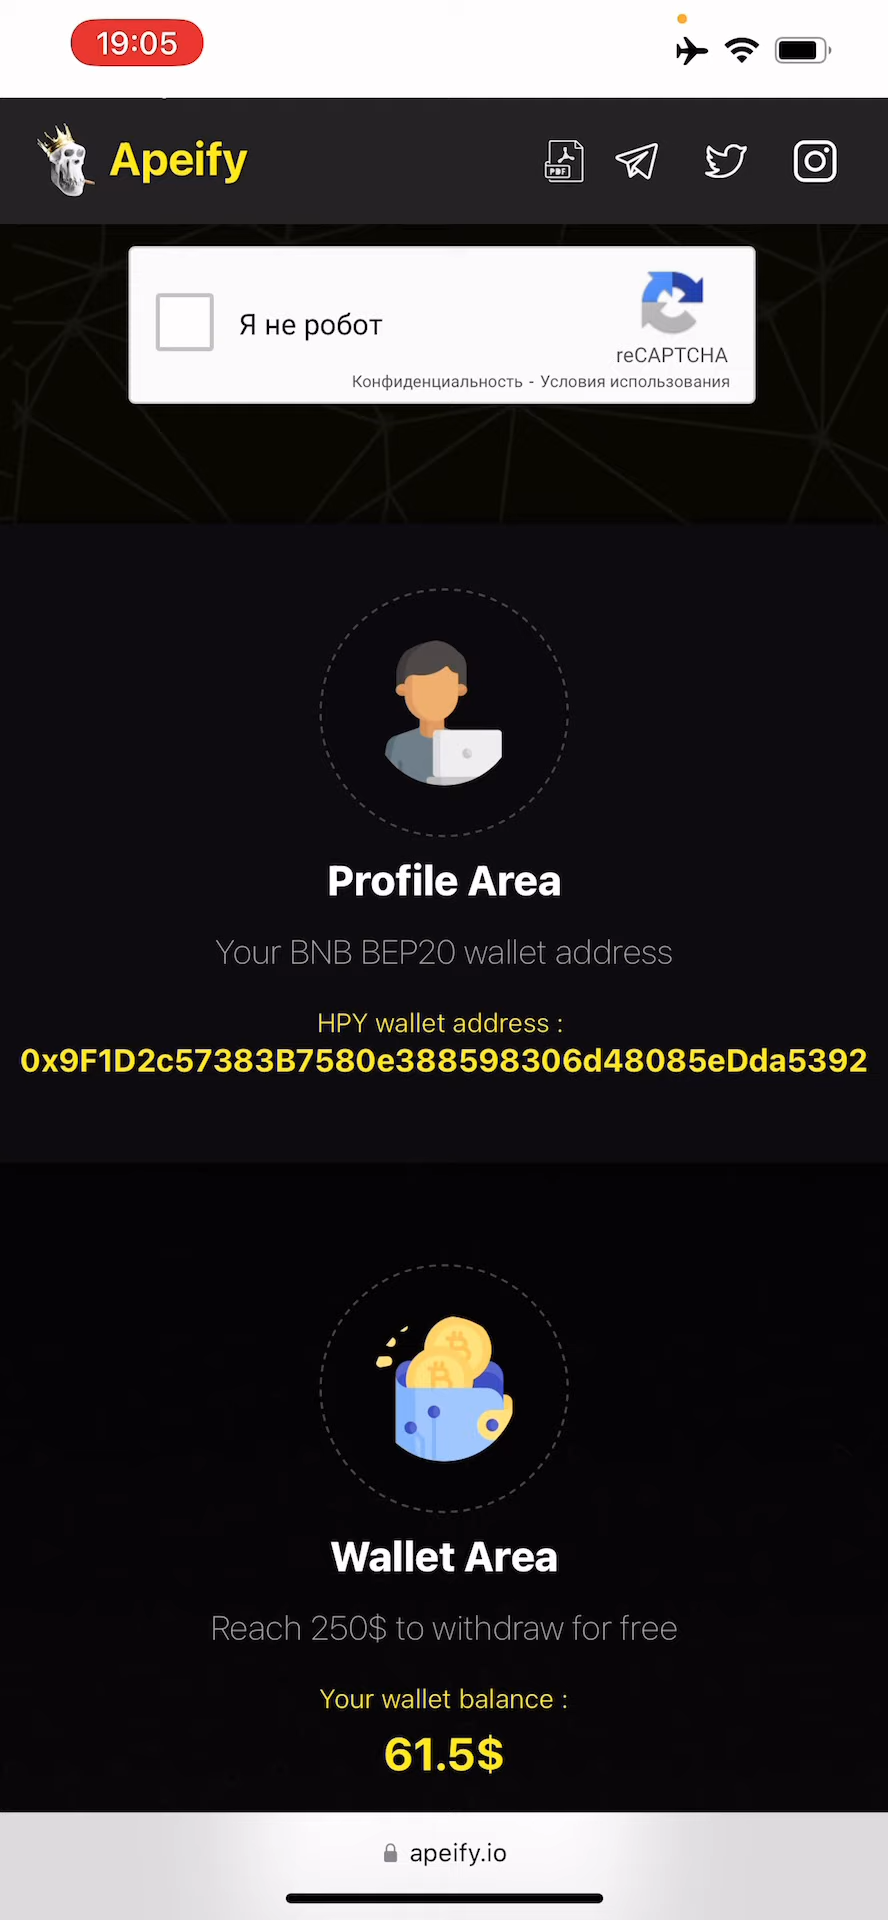 19:05
Apeify
PDF
Я не робот
reCAPTCHA
Конфиденциальность - Условия использования
Profile Area
Your BNB BEP20 wallet address
HPY wallet address :
0x9F1D2c57383B7580e388598306d48085eDda5392
Wallet Area
Reach 250$ to withdraw for free
Your wallet balance :
61.5$
apeify.io